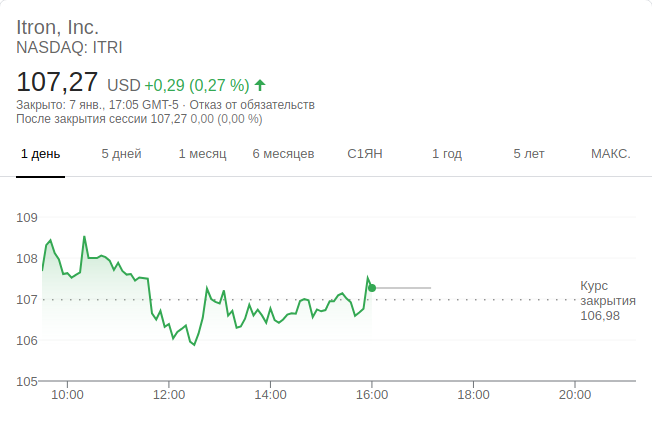 Itron, Inc.
NASDAQ: ITRI
107,27 USD +0,29 (0,27 %)
Закрыто: 7 янв., 17:05 GMT-5 · Отказ от обязательств
После закрытия сессии 107,27 0,00 (0,00 %)
1 день 5 дней 1 месяц 6 месяцев С1ЯН 1 год 5 лет МАКС.
109
108
107
106
105
Курс
закрытия
106,98
10:00 12:00 14:00 16:00 18:00 20:00